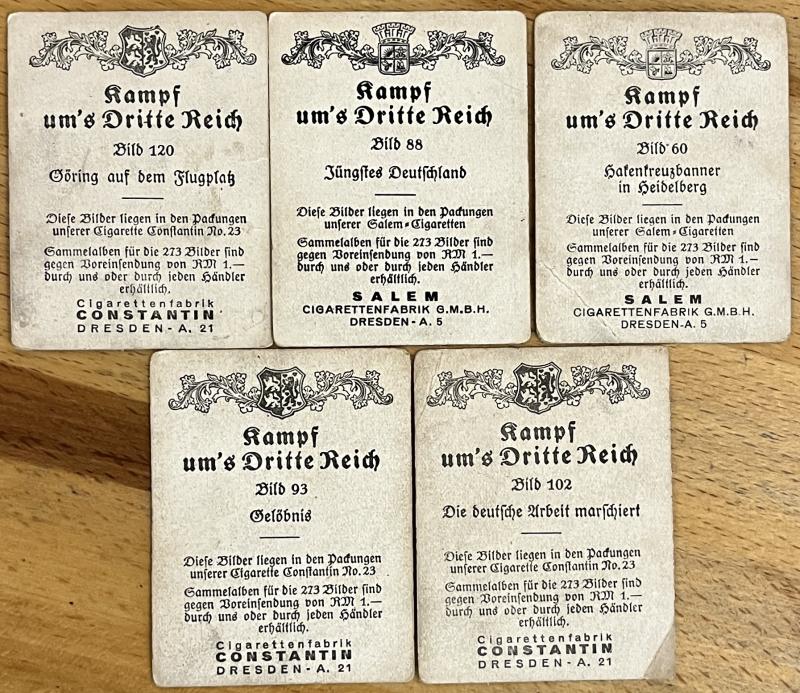 Kampf
um's Dritte Reich
Bild 120
Göring auf dem Flugplatz
Diese Bilder liegen in den Packungen
unserer Cigarette Constantin No. 23
Sammelalben für die 273 Bilder sind
gegen Voreinsendung von RM 1.—
durch uns oder durch jeden Händler
erhältlich.
Cigarettenfabrik
CONSTANTIN
DRESDEN - A. 21
Kampf
um's Dritte Reich
Bild 88
Jüngstes Deutschland
Diese Bilder liegen in den Packungen
unserer Salem-Cigaretten
Sammelalben für die 273 Bilder sind
gegen Voreinsendung von RM 1.—
durch uns oder durch jeden Händler
erhältlich.
SALEM
CIGARETTENFABRIK G.M.B.H.
DRESDEN-A. 5
Kampf
um's Dritte Reich
Bild 60
Hakenkreuzbanner
in Heidelberg
Diese Bilder liegen in den Packungen
unserer Salem-Cigaretten
Sammelalben für die 273 Bilder sind
gegen Voreinsendung von RM 1.—
durch uns oder durch jeden Händler
erhältlich.
SALEM
CIGARETTENFABRIK G.M.B.H.
DRESDEN-A. 5
Kampf
um's Dritte Reich
Bild 93
Gelöbnis
Diese Bilder liegen in den Packungen
unserer Cigarette Constantin No. 23
Sammelalben für die 273 Bilder sind
gegen Voreinsendung von RM 1.—
durch uns oder durch jeden Händler
erhältlich.
Cigarettenfabrik
CONSTANTIN
DRESDEN - A. 21
Kampf
um's Dritte Reich
Bild 102
Die deutsche Arbeit marschiert
Diese Bilder liegen in den Packungen
unserer Cigarette Constantin No. 23
Sammelalben für die 273 Bilder sind
gegen Voreinsendung von RM 1.—
durch uns oder durch jeden Händler
erhältlich.
Cigarettenfabrik
CONSTANTIN
DRESDEN - A. 21